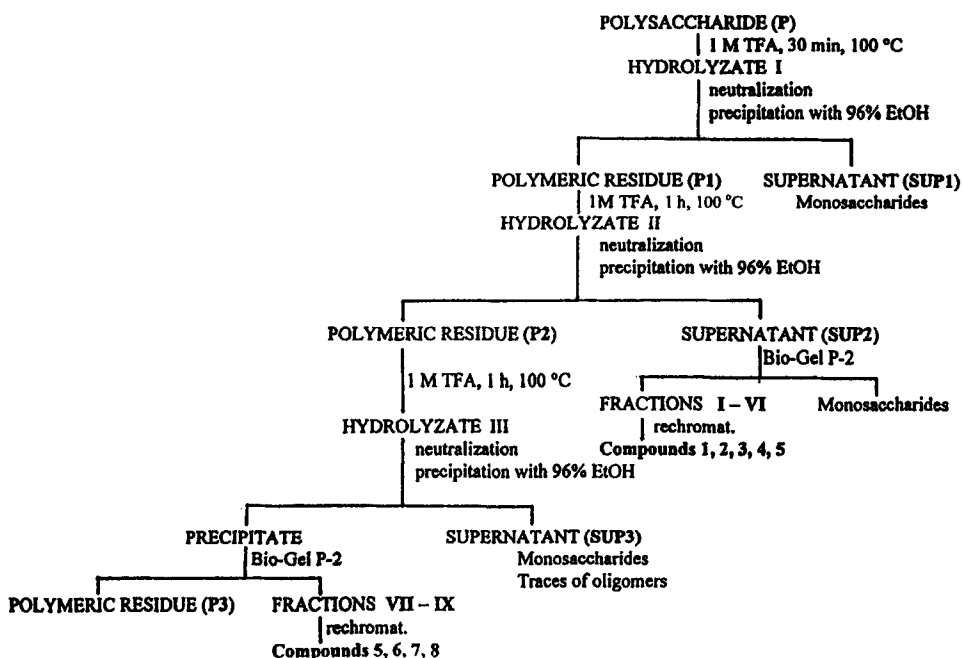 POLYSACCHARIDE (P)
1 M TFA, 30 min, 100 °C
HYDROLYZATE I
neutralization
precipitation with 96% EtOH
POLYMERIC RESIDUE (P1)
SUPERNATANT (SUP1)
1M TFA, 1 h, 100 °C
Monosaccharides
HYDROLYZATE II
neutralization
precipitation with 96% EtOH
POLYMERIC RESIDUE (P2)
SUPERNATANT (SUP2)
Bio-Gel P-2
1 M TFA, 1 h, 100 °C
FRACTIONS I – VI
Monosaccharides
rechromat.
HYDROLYZATE III
Compounds 1, 2, 3, 4, 5
neutralization
precipitation with 96% EtOH
PRECIPITATE
SUPERNATANT (SUP3)
Bio-Gel P-2
Monosaccharides
Traces of oligomers
POLYMERIC RESIDUE (P3)
FRACTIONS VII – IX
rechromat.
Compounds 5, 6, 7, 8